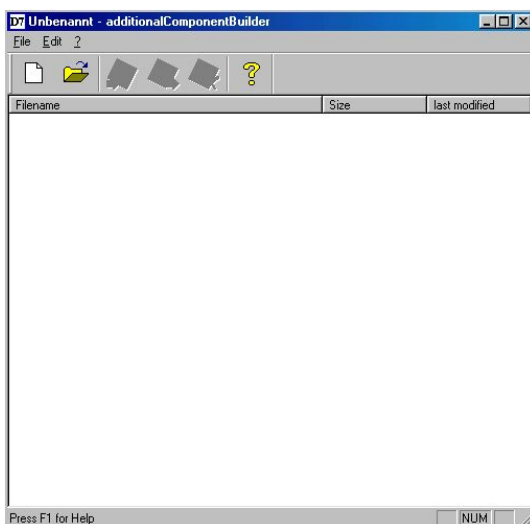 D7 Unbenannt - additionalComponentBuilder
File Edit ?
Filename Size last modified
Press F1 for Help NUM